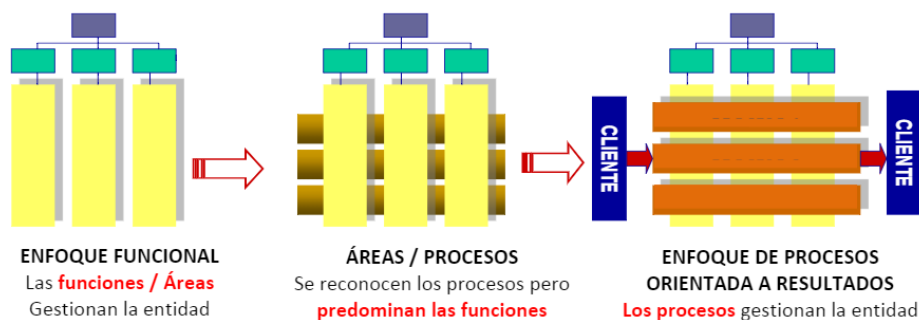 CLIENTE
CLIENTE
ENFOQUE FUNCIONAL
Las funciones / Áreas
Gestionan la entidad
ÁREAS / PROCESOS
Se reconocen los procesos pero
predominan las funciones
ENFOQUE DE PROCESOS
ORIENTADA A RESULTADOS
Los procesos gestionan la entidad